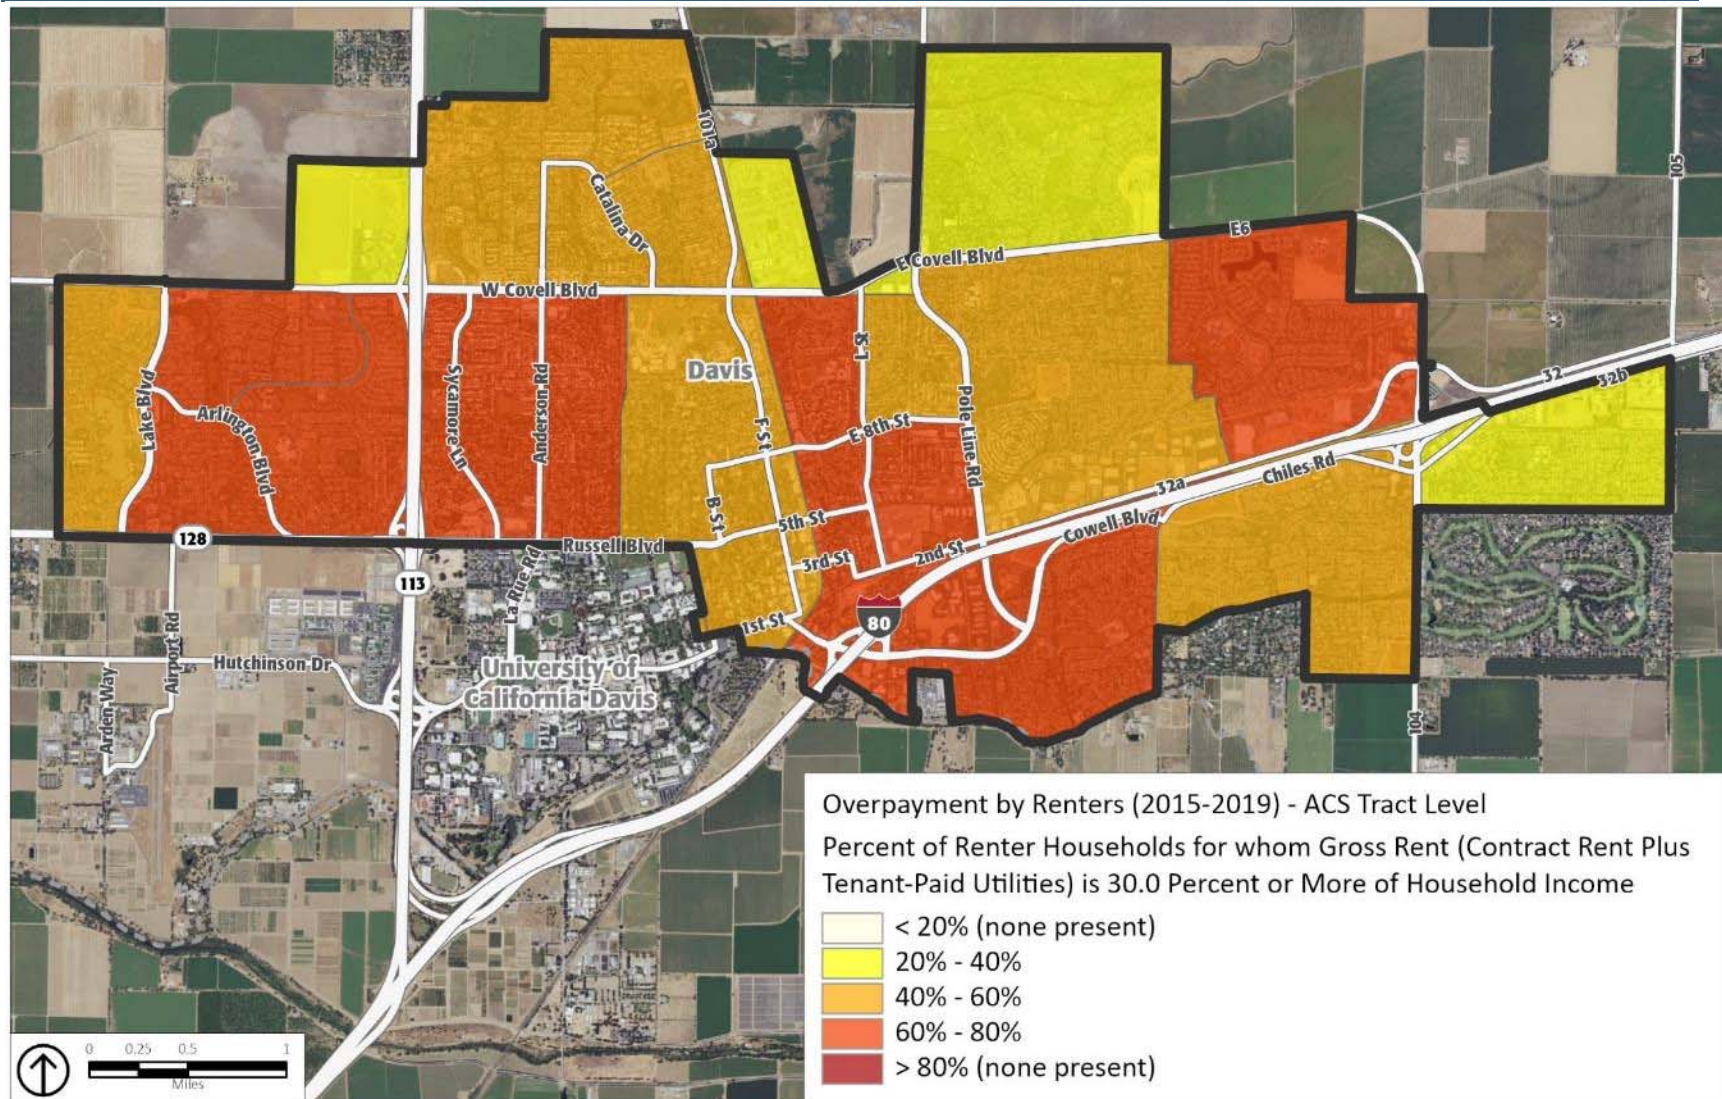 101a
105
E6
Catalina Dr
E Covell Blvd
W Covell Blvd
L St
Davis
32
32b
Lake Blvd
Arlington Blvd
Sycamore Ln
Anderson Rd
F St
E 8th St
Pole Line Rd
B St
5th St
32a
Chiles Rd
Cowell Blvd
128
Russell Blvd
3rd St
2nd St
113
La Rue Rd
1st St
80
Airport Rd
Arden Way
Hutchinson Dr
University of
California Davis
104
Overpayment by Renters (2015-2019) - ACS Tract Level
Percent of Renter Households for whom Gross Rent (Contract Rent Plus
Tenant-Paid Utilities) is 30.0 Percent or More of Household Income
< 20% (none present)
20% - 40%
40% - 60%
60% - 80%
> 80% (none present)
0 0.25 0.5 1
Miles